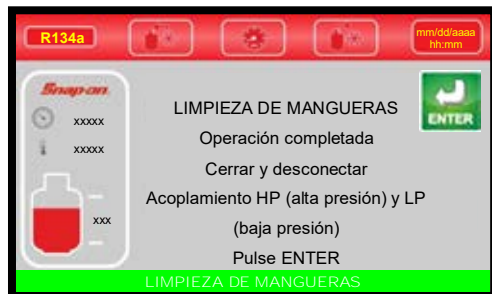 R134a
mm/dd/aaaa
hh:mm
Snap-on
xxxxx
xxxxx
xxx
LIMPIEZA DE MANGUERAS
Operación completada
Cerrar y desconectar
Acoplamiento HP (alta presión) y LP
(baja presión)
Pulse ENTER
ENTER
LIMPIEZA DE MANGUERAS